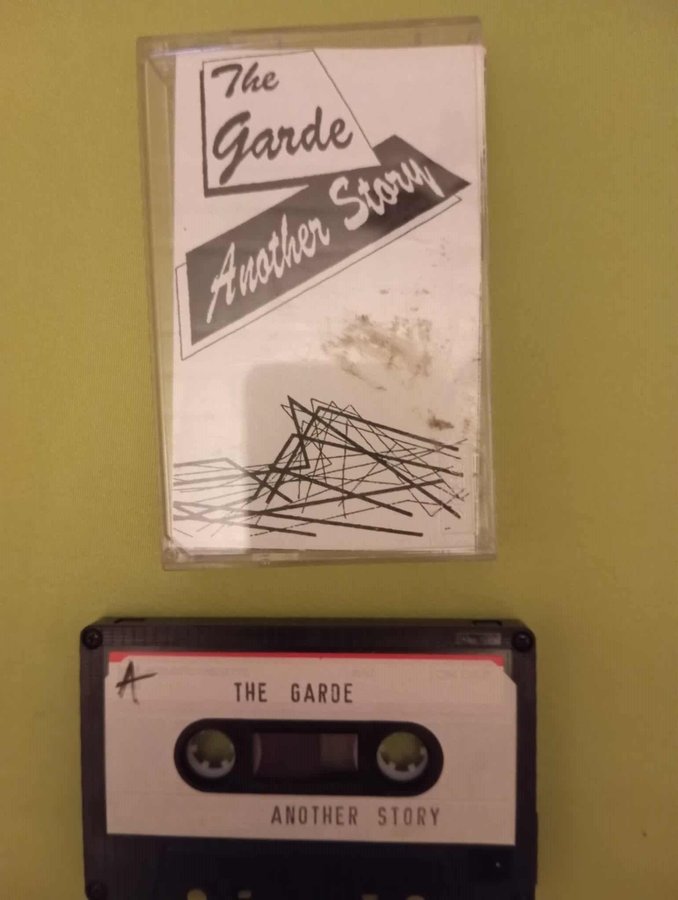 The
Garde
Another Story
A
THE GARDE
ANOTHER STORY